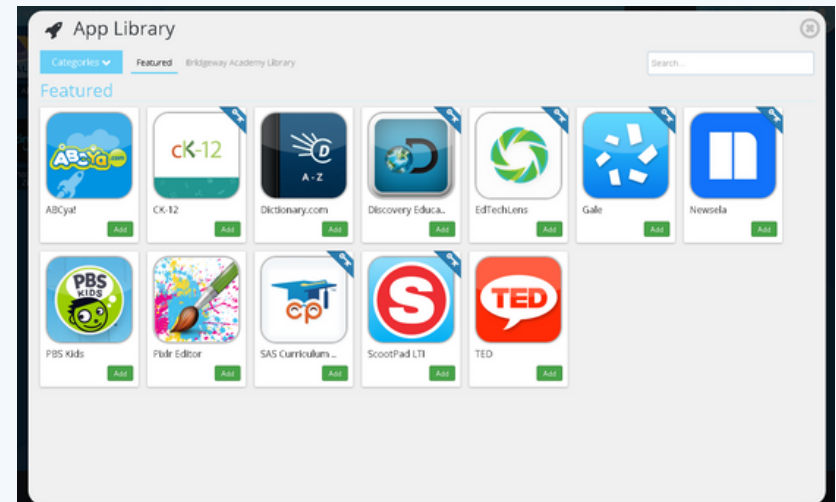 App Library
Categories Featured Bridgeway Academy Library Search...
Featured
ABCya.com
cK-12
D
A-Z
D
ABCya! CK-12 Dictionary.com Discovery Educa... EdTechLens Gale Newsela
Add Add Add Add Add Add Add
PBS
KIDS
cp
S
TED
PBS Kids Pixlr Editor SAS Curriculum ... ScootPad LTI TED
Add Add Add Add Add